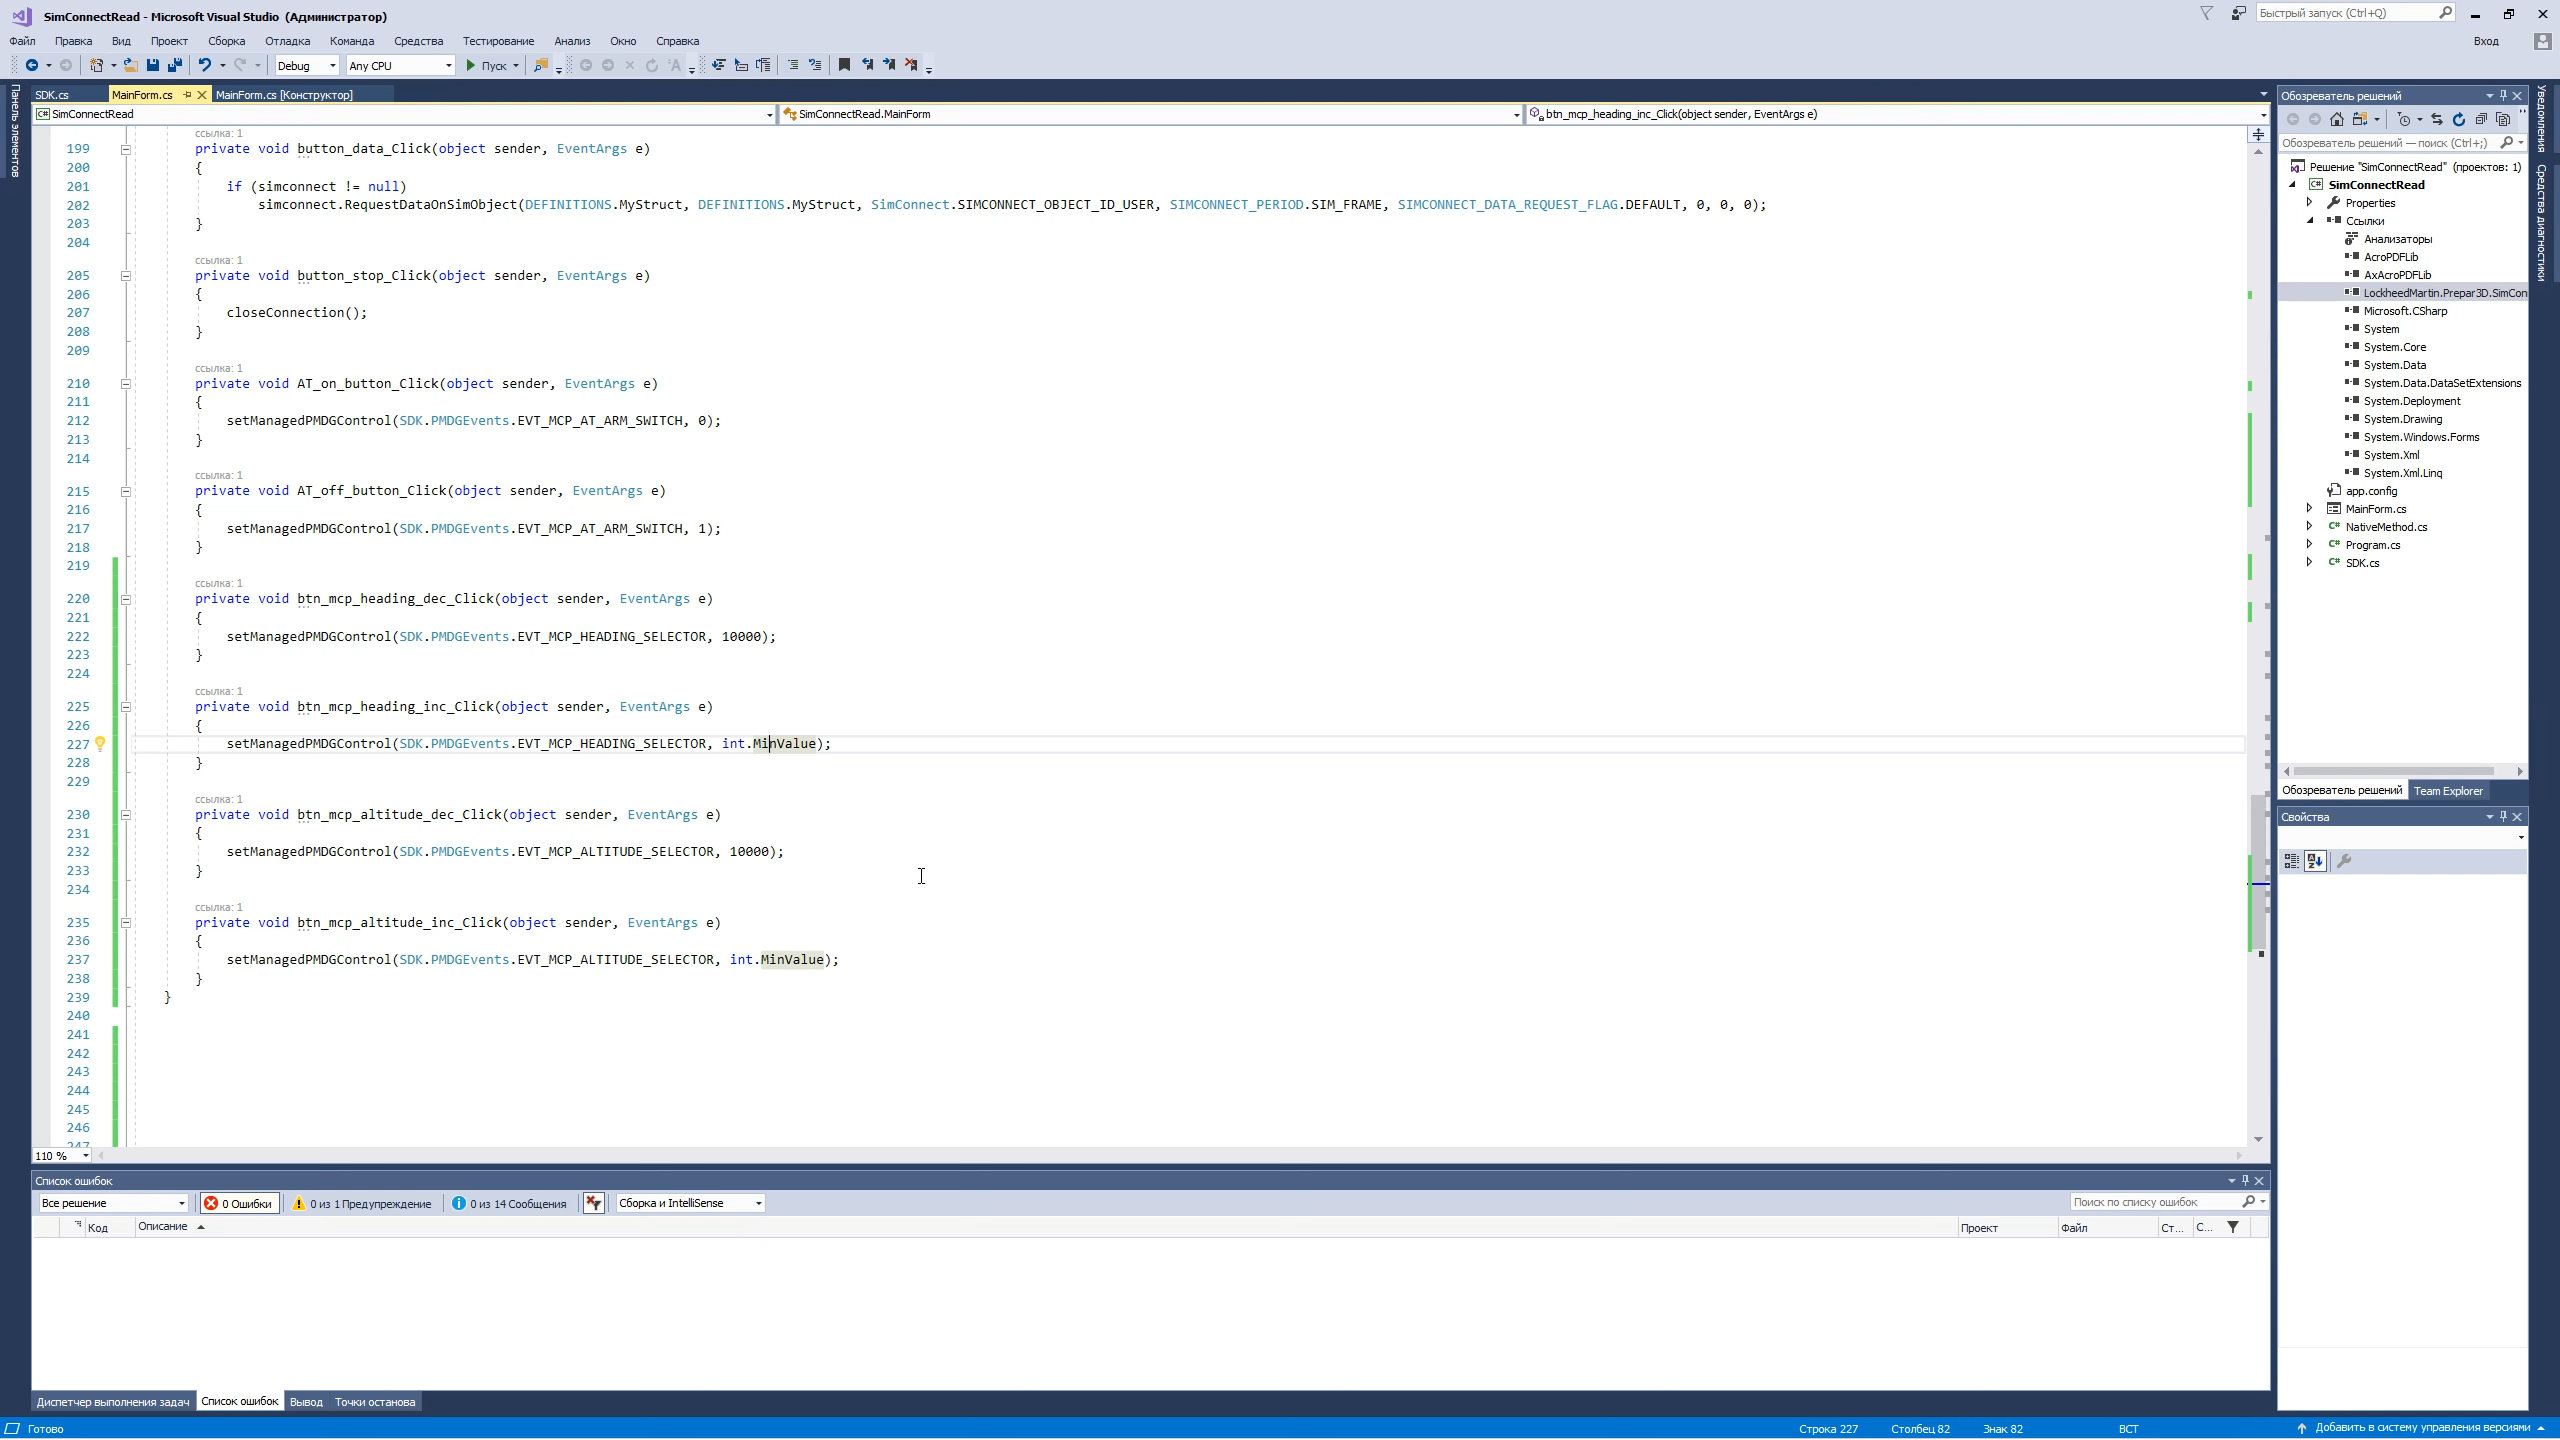 SimConnectRead - Microsoft Visual Studio (Администратор)
Быстрый запуск (Ctrl+Q)
Файл Правка Вид Проект Сборка Отладка Команда Средства Тестирование Анализ Окно Справка
Вход
Debug Any CPU Пуск
Панель элементов
SDK.cs MainForm.cs MainForm.cs [Конструктор]
SimConnectRead SimConnectRead.MainForm btn_mcp_heading_inc_Click(object sender, EventArgs e)
ссылка: 1
199 private void button_data_Click(object sender, EventArgs e)
200 {
201 if (simconnect != null)
202 simconnect.RequestDataOnSimObject(DEFINITIONS.MyStruct, DEFINITIONS.MyStruct, SimConnect.SIMCONNECT_OBJECT_ID_USER, SIMCONNECT_PERIOD.SIM_FRAME, SIMCONNECT_DATA_REQUEST_FLAG.DEFAULT, 0, 0, 0);
203 }
204
ссылка: 1
205 private void button_stop_Click(object sender, EventArgs e)
206 {
207 closeConnection();
208 }
209
ссылка: 1
210 private void AT_on_button_Click(object sender, EventArgs e)
211 {
212 setManagedPMDGControl(SDK.PMDGEvents.EVT_MCP_AT_ARM_SWITCH, 0);
213 }
214
ссылка: 1
215 private void AT_off_button_Click(object sender, EventArgs e)
216 {
217 setManagedPMDGControl(SDK.PMDGEvents.EVT_MCP_AT_ARM_SWITCH, 1);
218 }
219
ссылка: 1
220 private void btn_mcp_heading_dec_Click(object sender, EventArgs e)
221 {
222 setManagedPMDGControl(SDK.PMDGEvents.EVT_MCP_HEADING_SELECTOR, 10000);
223 }
224
ссылка: 1
225 private void btn_mcp_heading_inc_Click(object sender, EventArgs e)
226 {
227 setManagedPMDGControl(SDK.PMDGEvents.EVT_MCP_HEADING_SELECTOR, int.MinValue);
228 }
229
ссылка: 1
230 private void btn_mcp_altitude_dec_Click(object sender, EventArgs e)
231 {
232 setManagedPMDGControl(SDK.PMDGEvents.EVT_MCP_ALTITUDE_SELECTOR, 10000);
233 }
234
ссылка: 1
235 private void btn_mcp_altitude_inc_Click(object sender, EventArgs e)
236 {
237 setManagedPMDGControl(SDK.PMDGEvents.EVT_MCP_ALTITUDE_SELECTOR, int.MinValue);
238 }
239 }
240
241
242
243
244
245
246
247
110 %
Обозреватель решений
Обозреватель решений — поиск (Ctrl+;)
Решение "SimConnectRead" (проектов: 1)
SimConnectRead
Properties
Ссылки
Анализаторы
AcroPDFLib
AxAcroPDFLib
LockheedMartin.Prepar3D.SimCon
Microsoft.CSharp
System
System.Core
System.Data
System.Data.DataSetExtensions
System.Deployment
System.Drawing
System.Windows.Forms
System.Xml
System.Xml.Linq
app.config
MainForm.cs
NativeMethod.cs
Program.cs
SDK.cs
Обозреватель решений Team Explorer
Свойства
Уведомления
Средства диагностики
Список ошибок
Все решение 0 Ошибки 0 из 1 Предупреждение 0 из 14 Сообщения Сборка и IntelliSense Поиск по списку ошибок
Код Описание Проект Файл Ст... С...
Диспетчер выполнения задач Список ошибок Вывод Точки останова
Готово Строка 227 Столбец 82 Знак 82 ВСТ Добавить в систему управления версиями